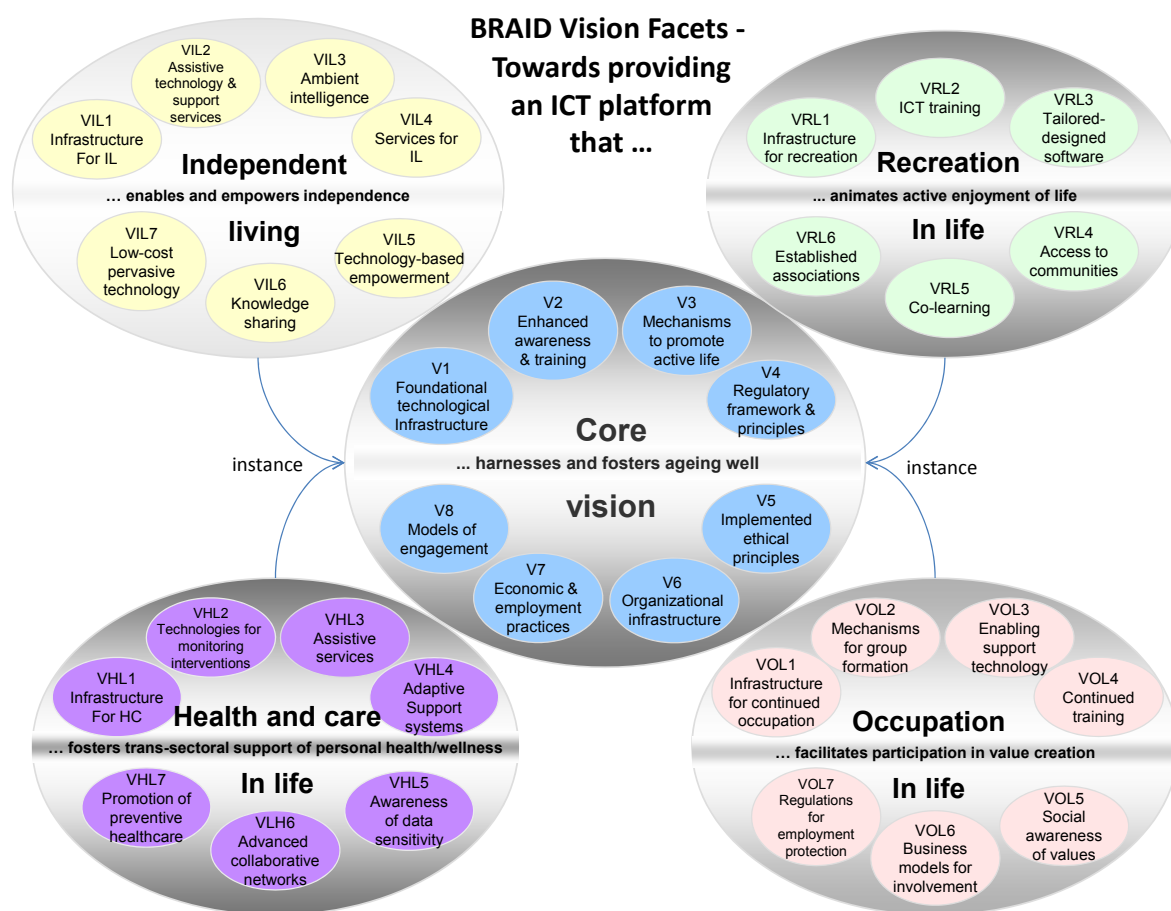 BRAID Vision Facets -
Towards providing
an ICT platform
that ...
VIL1
Infrastructure
For IL
VIL2
Assistive
technology &
support
services
VIL3
Ambient
intelligence
VIL4
Services for
IL
Independent
... enables and empowers independence
living
VIL7
Low-cost
pervasive
technology
VIL6
Knowledge
sharing
VIL5
Technology-based
empowerment
VRL1
Infrastructure
for recreation
VRL2
ICT training
VRL3
Tailored-
designed
software
Recreation
... animates active enjoyment of life
In life
VRL6
Established
associations
VRL5
Co-learning
VRL4
Access to
communities
V1
Foundational
technological
Infrastructure
V2
Enhanced
awareness
& training
V3
Mechanisms
to promote
active life
V4
Regulatory
framework &
principles
Core
... harnesses and fosters ageing well
vision
V8
Models of
engagement
V7
Economic &
employment
practices
V6
Organizational
infrastructure
V5
Implemented
ethical
principles
instance
instance
VHL1
Infrastructure
For HC
VHL2
Technologies for
monitoring
interventions
VHL3
Assistive
services
VHL4
Adaptive
Support
systems
Health and care
... fosters trans-sectoral support of personal health/wellness
In life
VHL7
Promotion of
preventive
healthcare
VLH6
Advanced
collaborative
networks
VHL5
Awareness
of data
sensitivity
VOL1
Infrastructure
for continued
occupation
VOL2
Mechanisms
for group
formation
VOL3
Enabling
support
technology
VOL4
Continued
training
Occupation
... facilitates participation in value creation
In life
VOL7
Regulations
for
employment
protection
VOL6
Business
models for
involvement
VOL5
Social
awareness
of values